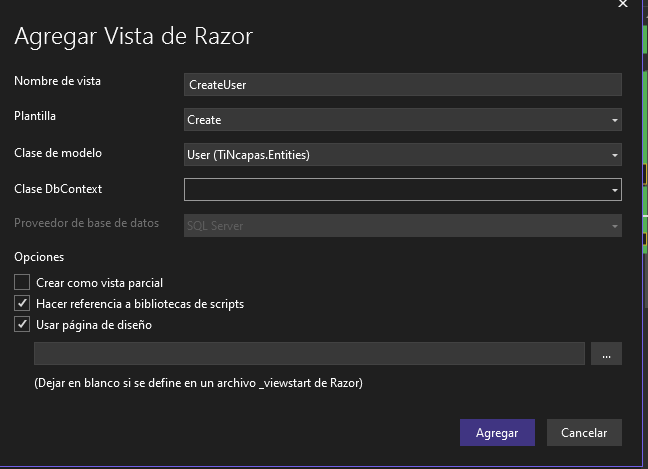 Agregar Vista de Razor
Nombre de vista
CreateUser
Plantilla
Create
Clase de modelo
User (TiNcapas.Entities)
Clase DbContext
Proveedor de base de datos
SQL Server
Opciones
Crear como vista parcial
Hacer referencia a bibliotecas de scripts
Usar página de diseño
...
(Dejar en blanco si se define en un archivo _viewstart de Razor)
Agregar
Cancelar